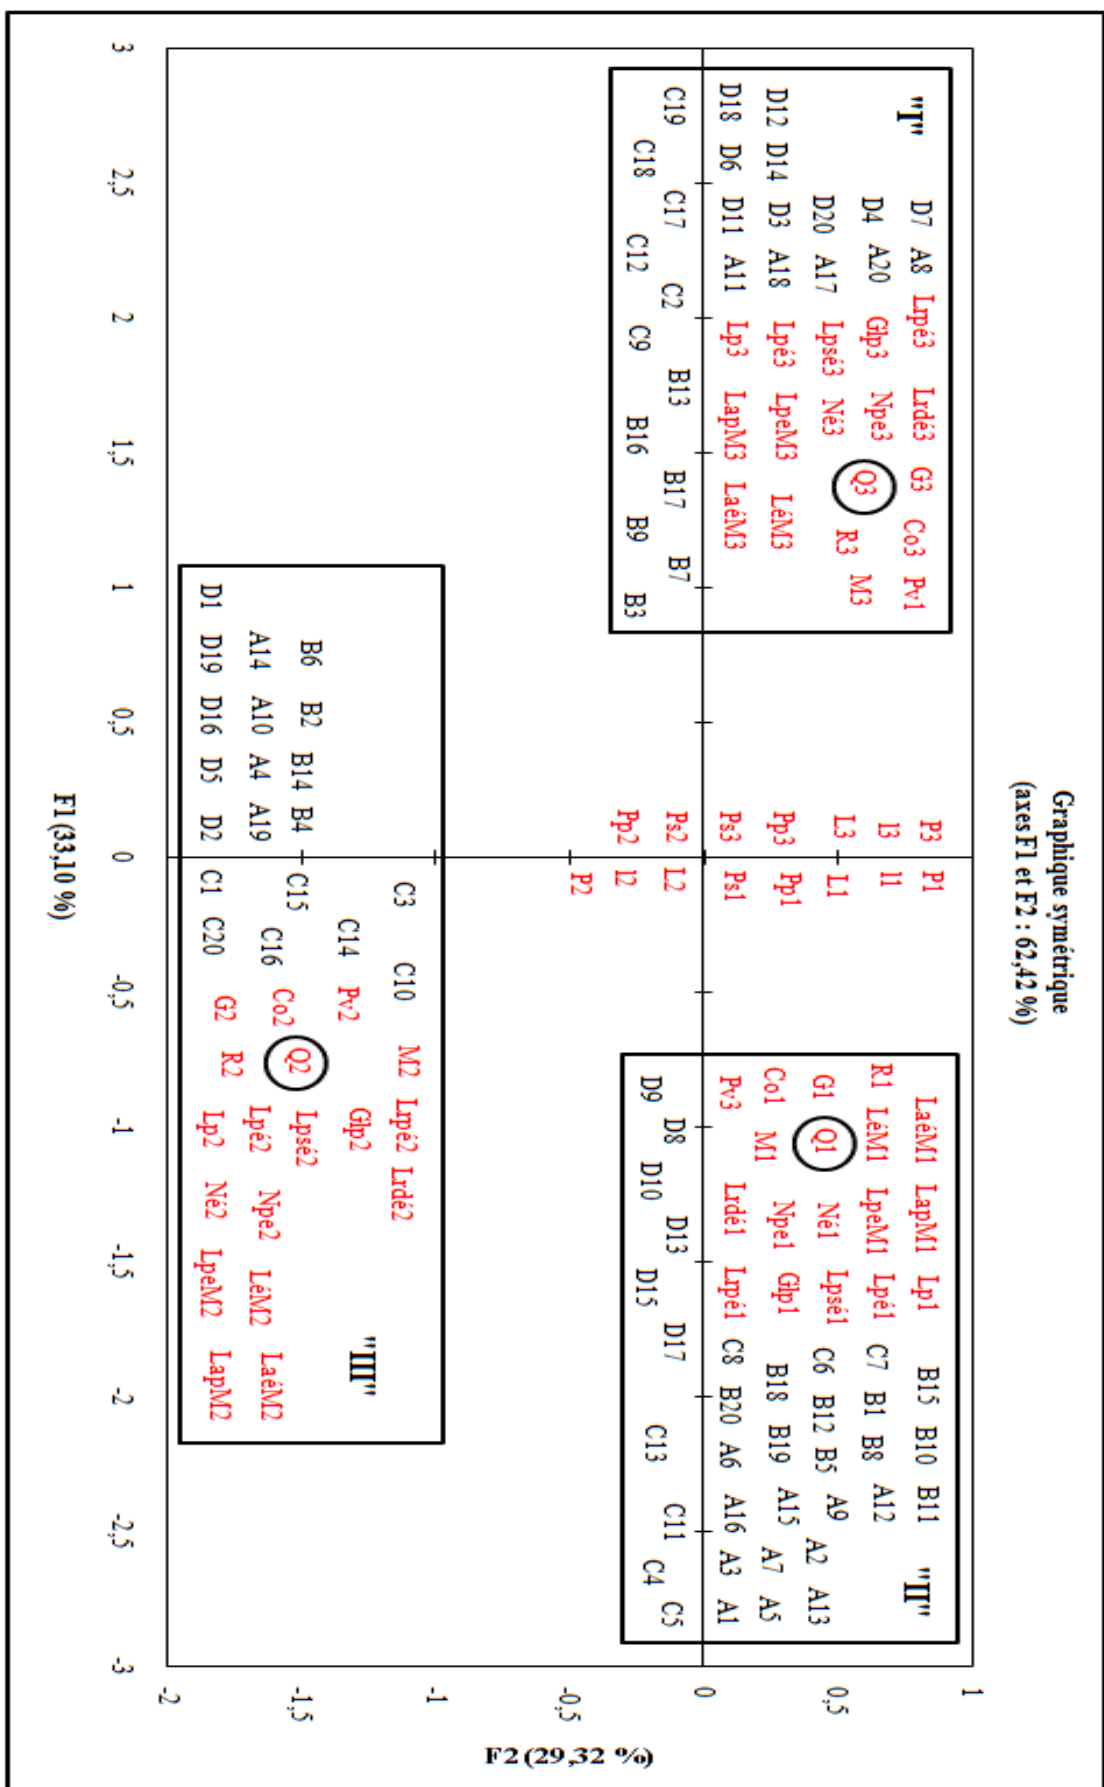 Graphique symétrique
(axes F1 et F2 : 62,42 %)
"I" D7 A8 Lrpé3 Lrdé3 G3 Co3 Pv1
D4 A20 Glp3 Npe3 Q3 R3 M3
D20 A17 Lpsé3 Né3
D12 D14 D3 A18 Lpé3 LpeM3 LéM3
D18 D6 D11 A11 Lp3 LapM3 LaéM3
C19 C17 C2 B13 B17 B7
C18 C12 C9 B16 B9 B3
P3 P1
I3 I1
L3 L1
Pp3 Pp1
Ps3 Ps1
Ps2 L2
Pp2 I2
P2
LaéM1 LapM1 Lp1 B15 B10 B11 "II"
R1 LéM1 LpeM1 Lpé1 C7 B1 B8 A12
G1 Q1 Né1 Lpsé1 C6 B12 B5 A9 A2 A13
Co1 M1 Npe1 Glp1 B18 B19 A15 A7 A5
Pv3 Lrdé1 Lrpé1 C8 B20 A6 A16 A3 A1
D8 D13 D17 C11 C5
D9 D10 D15 C13 C4
C3 C10 M2 Lrpé2 Lrdé2
C14 Pv2 Glp2 "III"
B6 B2 B14 B4 C15 Q2 Lpsé2
A14 A10 A4 A19 C16 Co2 Lpé2 Npe2 LéM2 LaéM2
D1 D19 D16 D5 D2 C1 C20 G2 R2 Lp2 Né2 LpeM2 LapM2
1
0,5
0
-0,5
-1
-1,5
-2
F2 (29,32 %)
3 2,5 2 1,5 1 0,5 0 -0,5 -1 -1,5 -2 -2,5 -3
F1 (33,10 %)